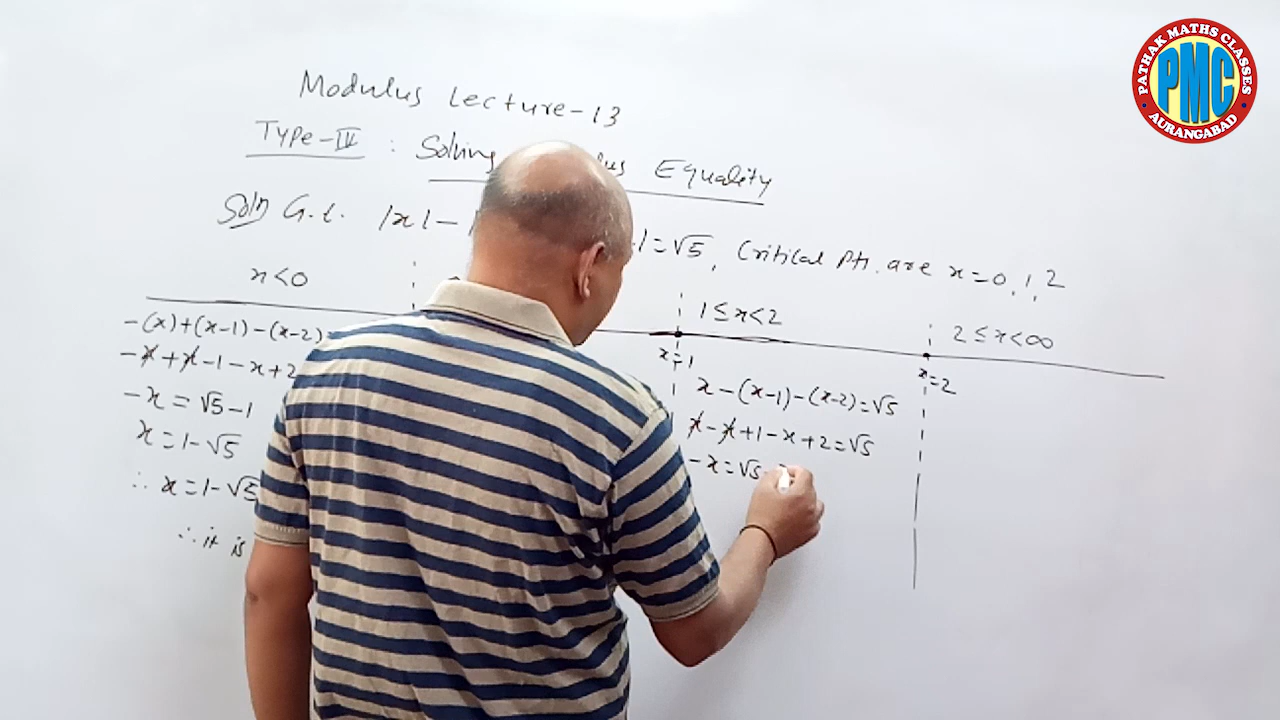 PATHAK MATHS CLASSES
PMC
AURANGABAD
Modulus Lecture-13
Type-IV : Solving Equality
Soln G.E. |x|- |=√5, Critical Pts. are x=0,1,2
x<0
1≤x<2
2≤x<∞
x=1
x=2
-(x)+(x-1)-(x-2)
-x+x-1-x+2
-x=√5-1
x=1-√5
∴ x=1-√5
∴ it is
x-(x-1)-(x-2)=√5
x-x+1-x+2=√5
-x=√5